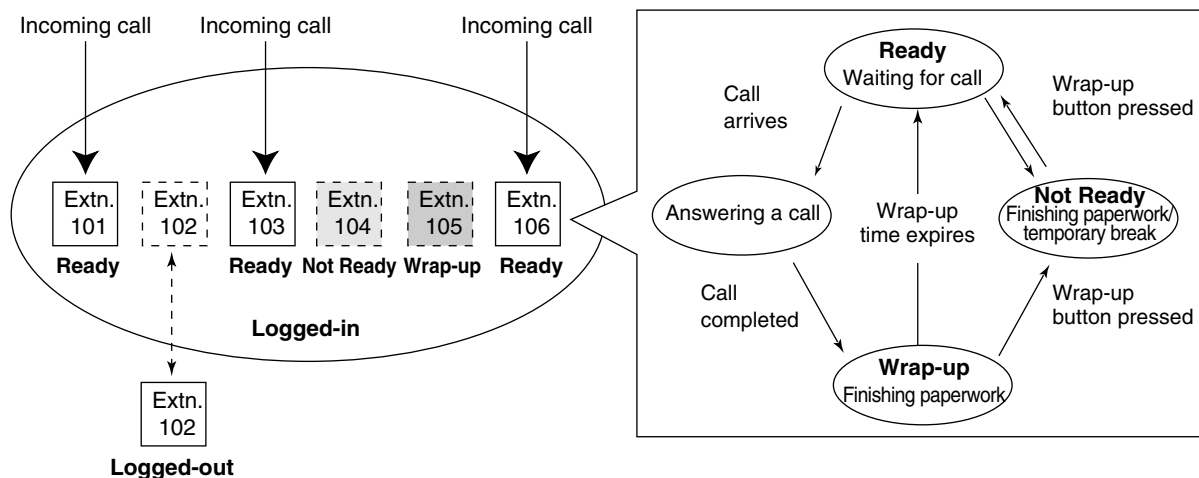 Incoming call
Incoming call
Incoming call
Extn.
101
Extn.
102
Extn.
103
Extn.
104
Extn.
105
Extn.
106
Ready
Ready
Not Ready
Wrap-up
Ready
Logged-in
Extn.
102
Logged-out
Ready
Waiting for call
Call
arrives
Wrap-up
button pressed
Answering a call
Wrap-up
time expires
Not Ready
Finishing paperwork/
temporary break
Call
completed
Wrap-up
button pressed
Wrap-up
Finishing paperwork